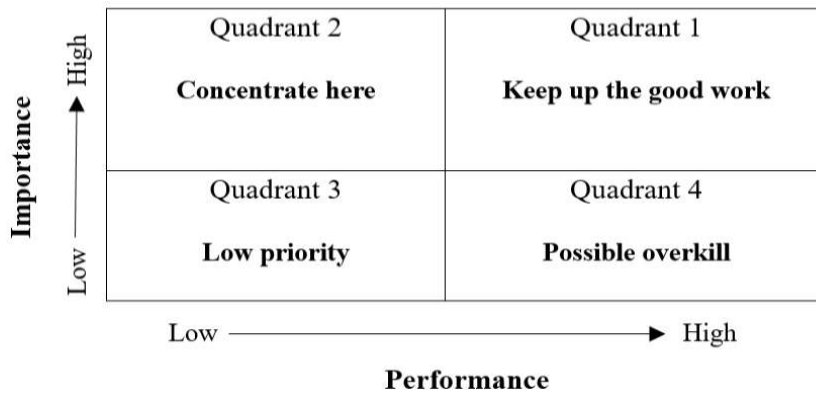 Quadrant 2
Concentrate here
Quadrant 1
Keep up the good work
Quadrant 3
Low priority
Quadrant 4
Possible overkill
Importance
High
Low
Low
High
Performance